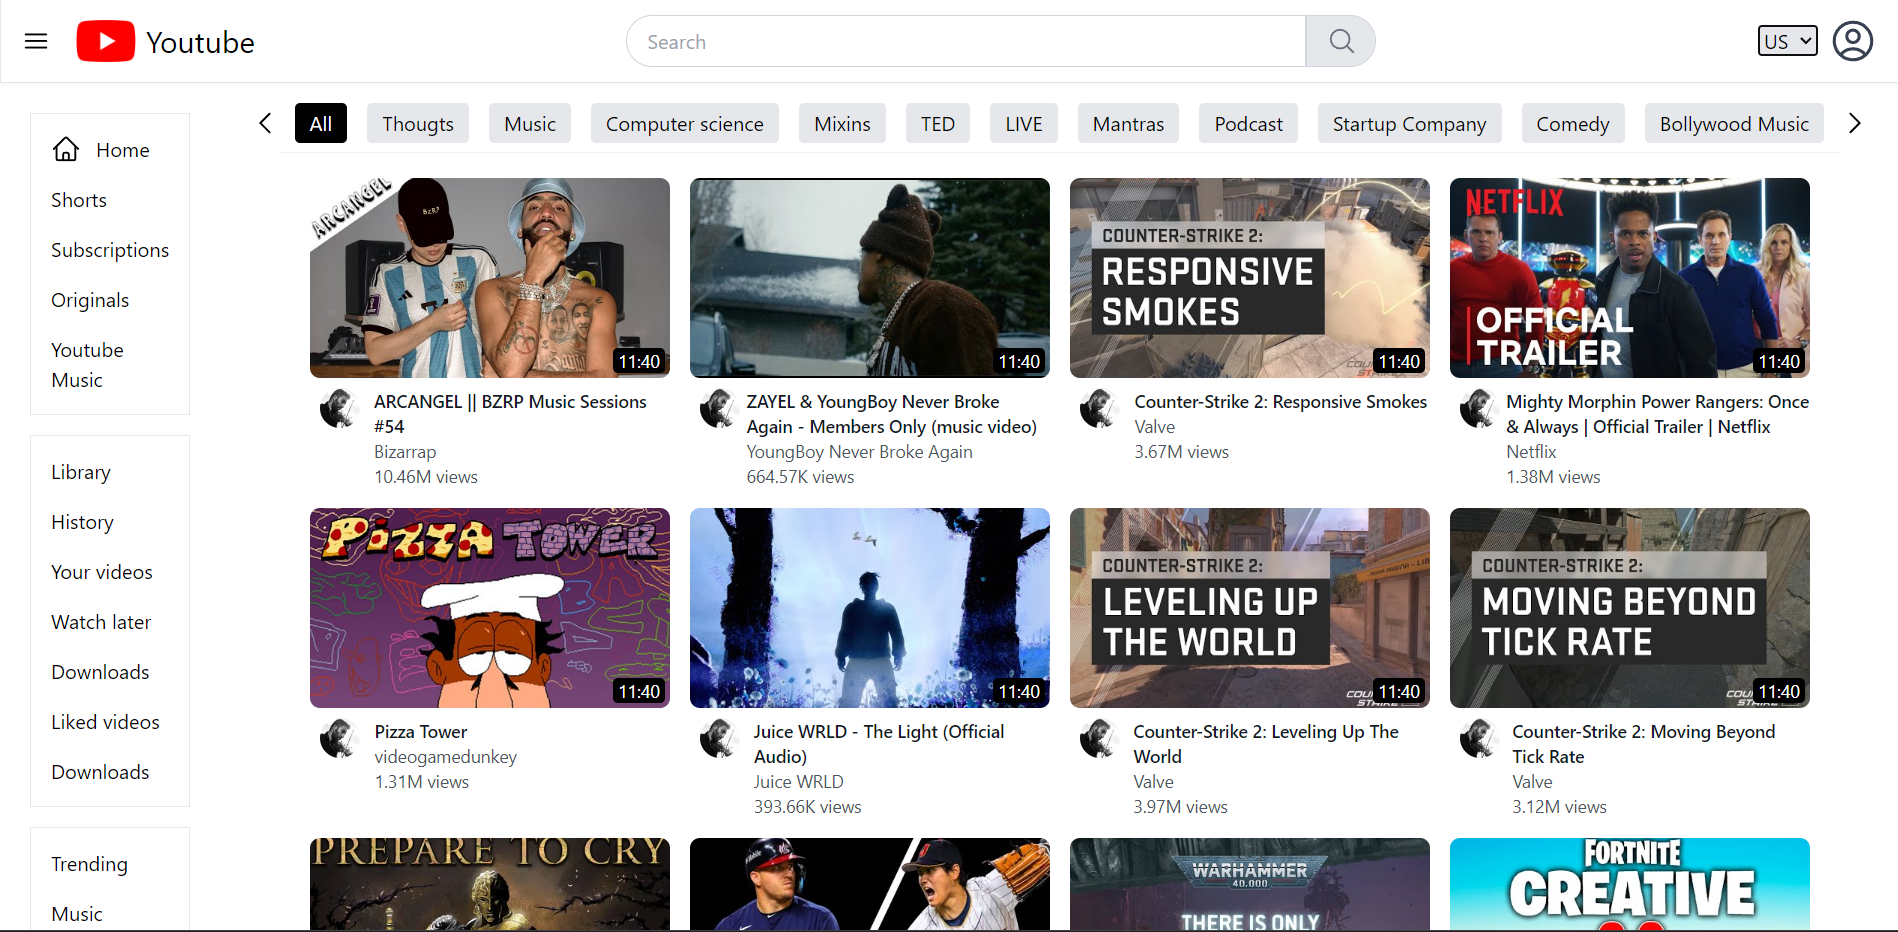 Youtube
Search
US
All
Thougts
Music
Computer science
Mixins
TED
LIVE
Mantras
Podcast
Startup Company
Comedy
Bollywood Music
Home
Shorts
Subscriptions
Originals
Youtube
Music
Library
History
Your videos
Watch later
Downloads
Liked videos
Downloads
Trending
Music
ARCANGEL
BZRP
11:40
ARCANGEL || BZRP Music Sessions
#54
Bizarrap
10.46M views
11:40
ZAYEL & YoungBoy Never Broke
Again - Members Only (music video)
YoungBoy Never Broke Again
664.57K views
COUNTER-STRIKE 2:
RESPONSIVE
SMOKES
11:40
Counter-Strike 2: Responsive Smokes
Valve
3.67M views
NETFLIX
OFFICIAL
TRAILER
11:40
Mighty Morphin Power Rangers: Once
& Always | Official Trailer | Netflix
Netflix
1.38M views
PIZZA TOWER
11:40
Pizza Tower
videogamedunkey
1.31M views
11:40
Juice WRLD - The Light (Official
Audio)
Juice WRLD
393.66K views
COUNTER-STRIKE 2:
LEVELING UP
THE WORLD
11:40
Counter-Strike 2: Leveling Up The
World
Valve
3.97M views
COUNTER-STRIKE 2:
MOVING BEYOND
TICK RATE
11:40
Counter-Strike 2: Moving Beyond
Tick Rate
Valve
3.12M views
PREPARE TO CRY
WARHAMMER
40,000
THERE IS ONLY
FORTNITE
CREATIVE